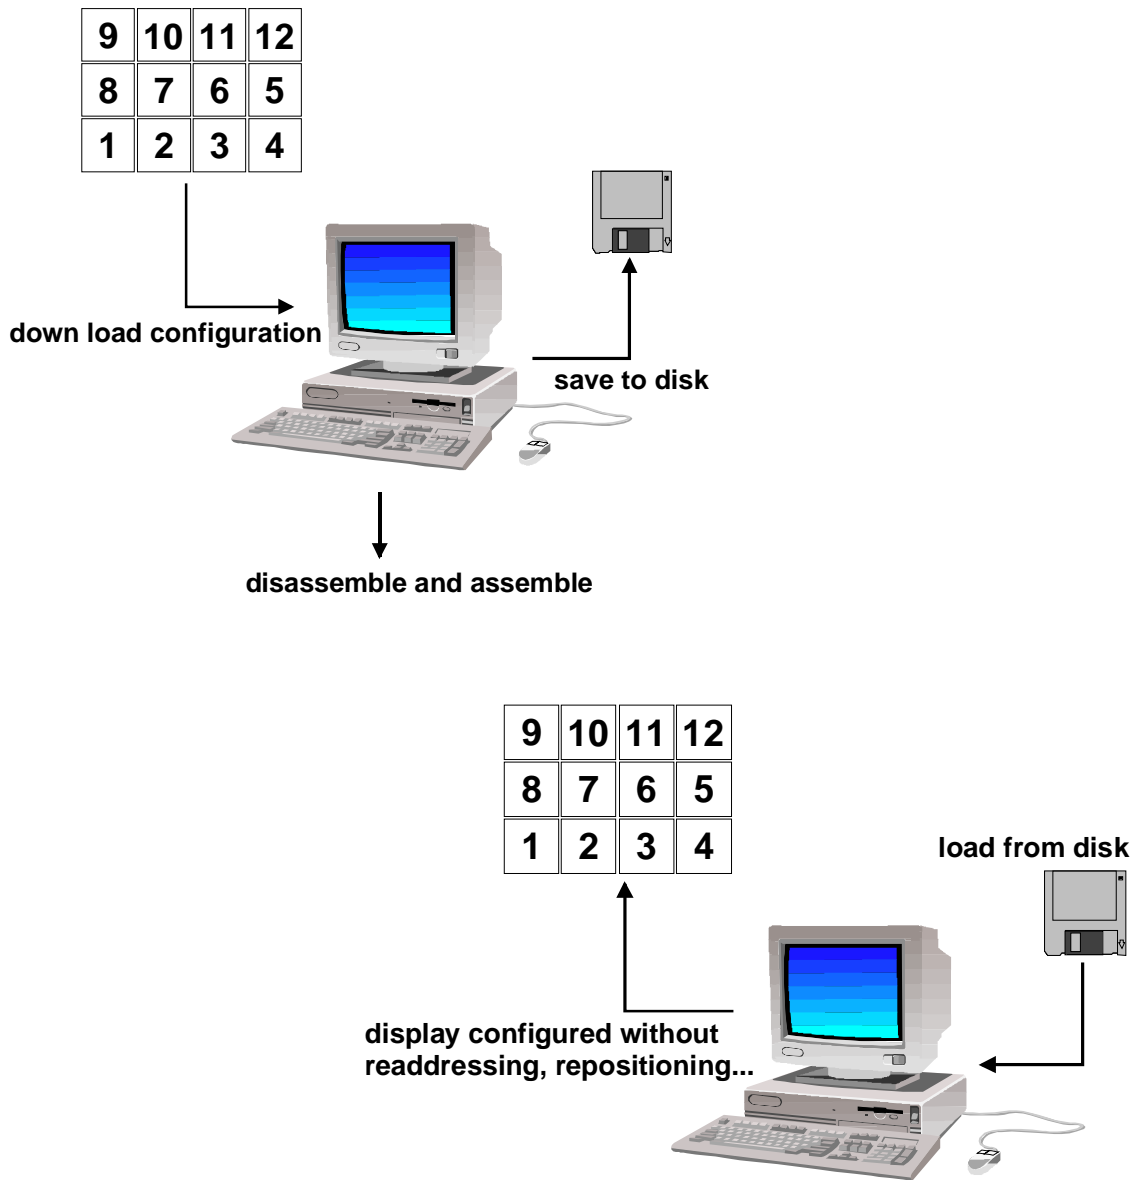 9 10 11 12
8 7 6 5
1 2 3 4
down load configuration
save to disk
disassemble and assemble
9 10 11 12
8 7 6 5
1 2 3 4
load from disk
display configured without
readdressing, repositioning...